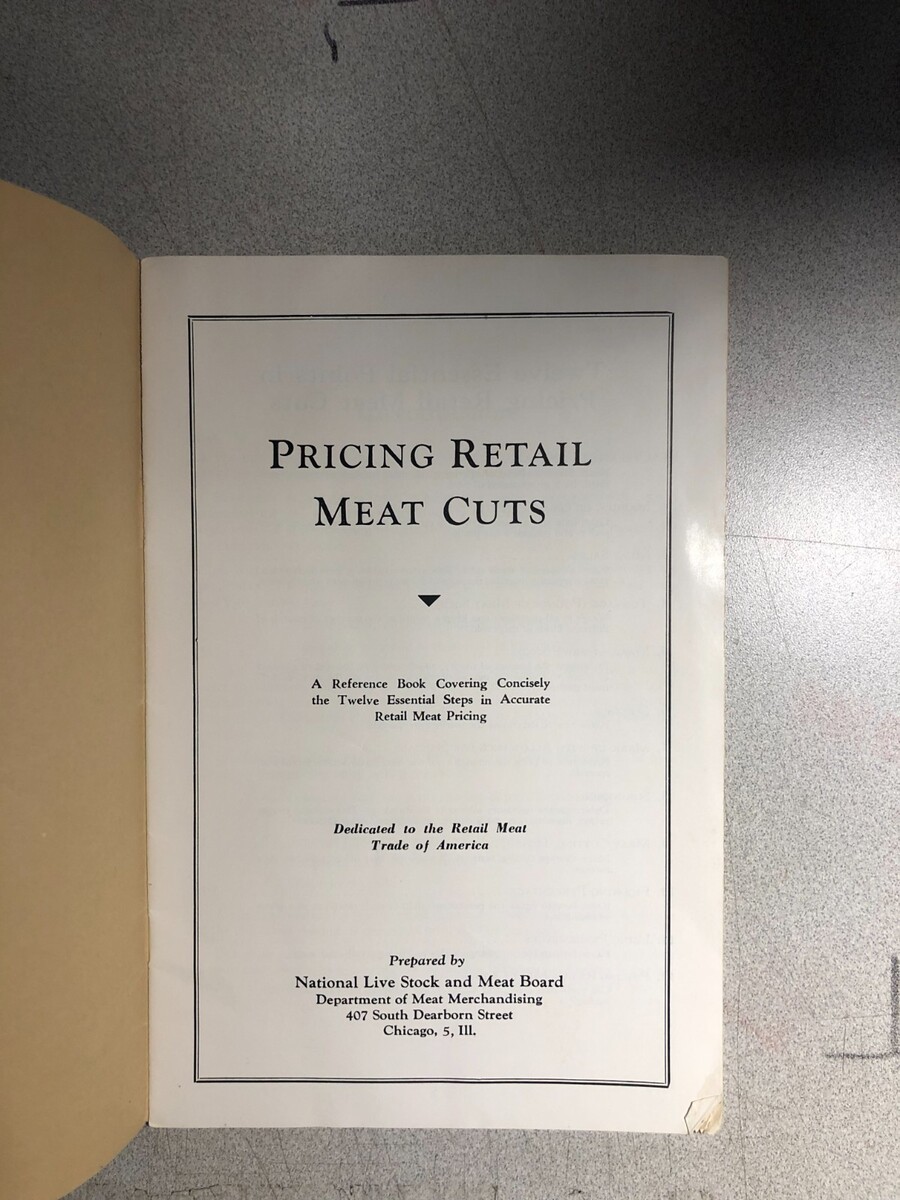 PRICING RETAIL
MEAT CUTS
A Reference Book Covering Concisely
the Twelve Essential Steps in Accurate
Retail Meat Pricing
Dedicated to the Retail Meat
Trade of America
Prepared by
National Live Stock and Meat Board
Department of Meat Merchandising
407 South Dearborn Street
Chicago, 5, Ill.